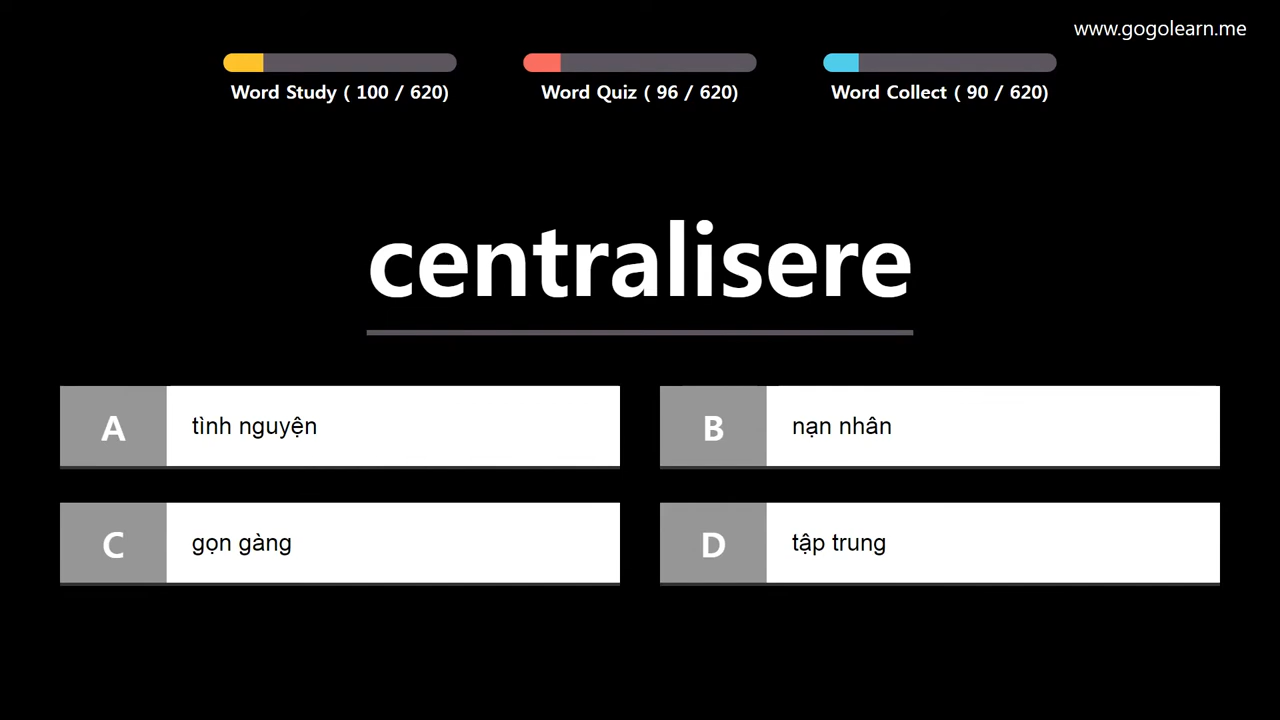 www.gogolearn.me
Word Study ( 100 / 620)
Word Quiz ( 96 / 620)
Word Collect ( 90 / 620)
centralisere
A tình nguyện
B nạn nhân
C gọn gàng
D tập trung